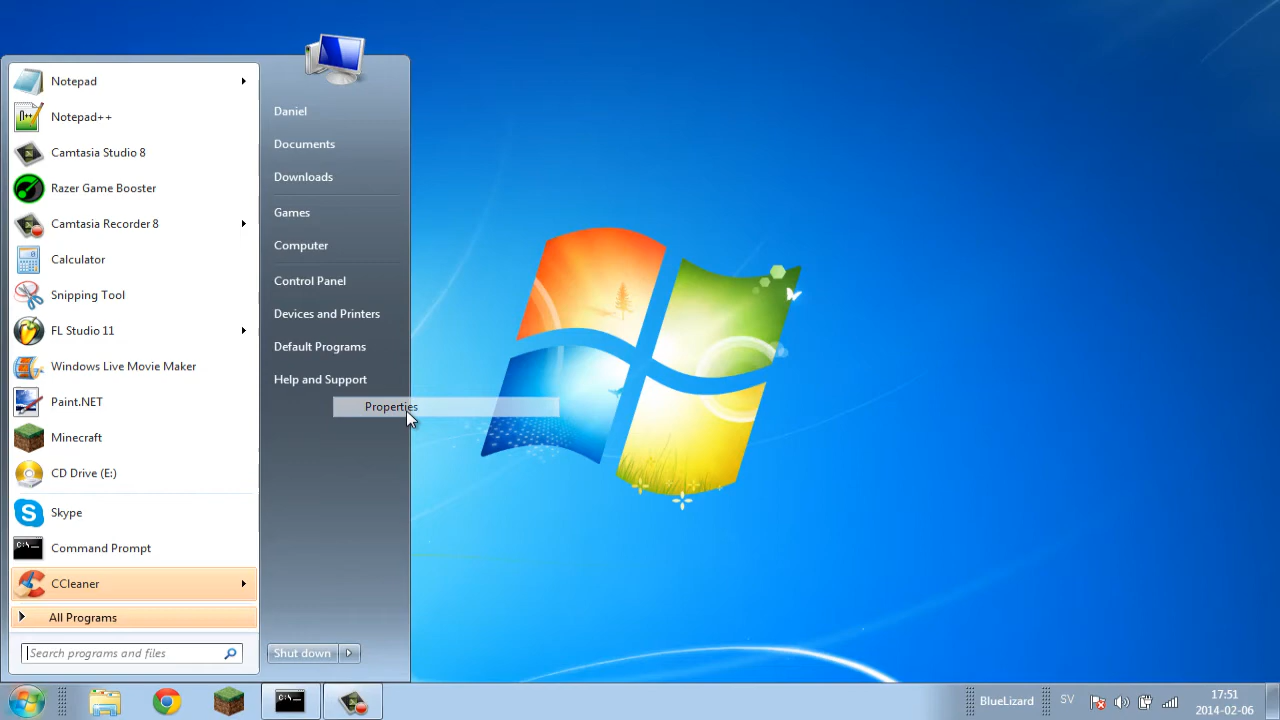 Notepad
Notepad++
Camtasia Studio 8
Razer Game Booster
Camtasia Recorder 8
Calculator
Snipping Tool
FL Studio 11
Windows Live Movie Maker
Paint.NET
Minecraft
CD Drive (E:)
Skype
Command Prompt
CCleaner
All Programs
Search programs and files
Daniel
Documents
Downloads
Games
Computer
Control Panel
Devices and Printers
Default Programs
Help and Support
Properties
Shut down
BlueLizard
SV
17:51
2014-02-06